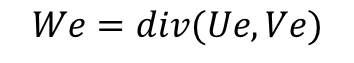 We = div(Ue, Ve)